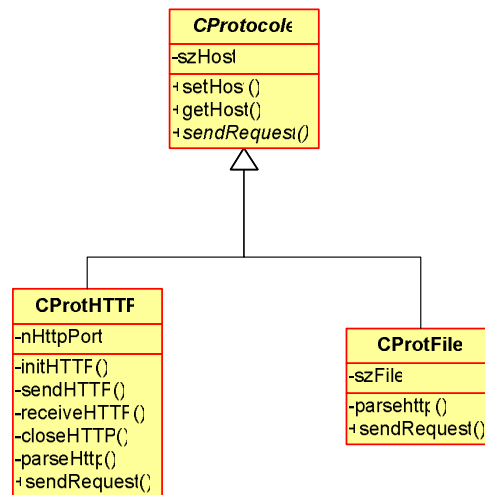 CProtocole
-szHost
+setHost()
+getHost()
+sendRequest()
CProtHTTP
-nHttpPort
-initHTTP()
-sendHTTP()
-receiveHTTP()
-closeHTTP()
-parseHttp()
+sendRequest()
CProtFile
-szFile
-parsehttp()
+sendRequest()